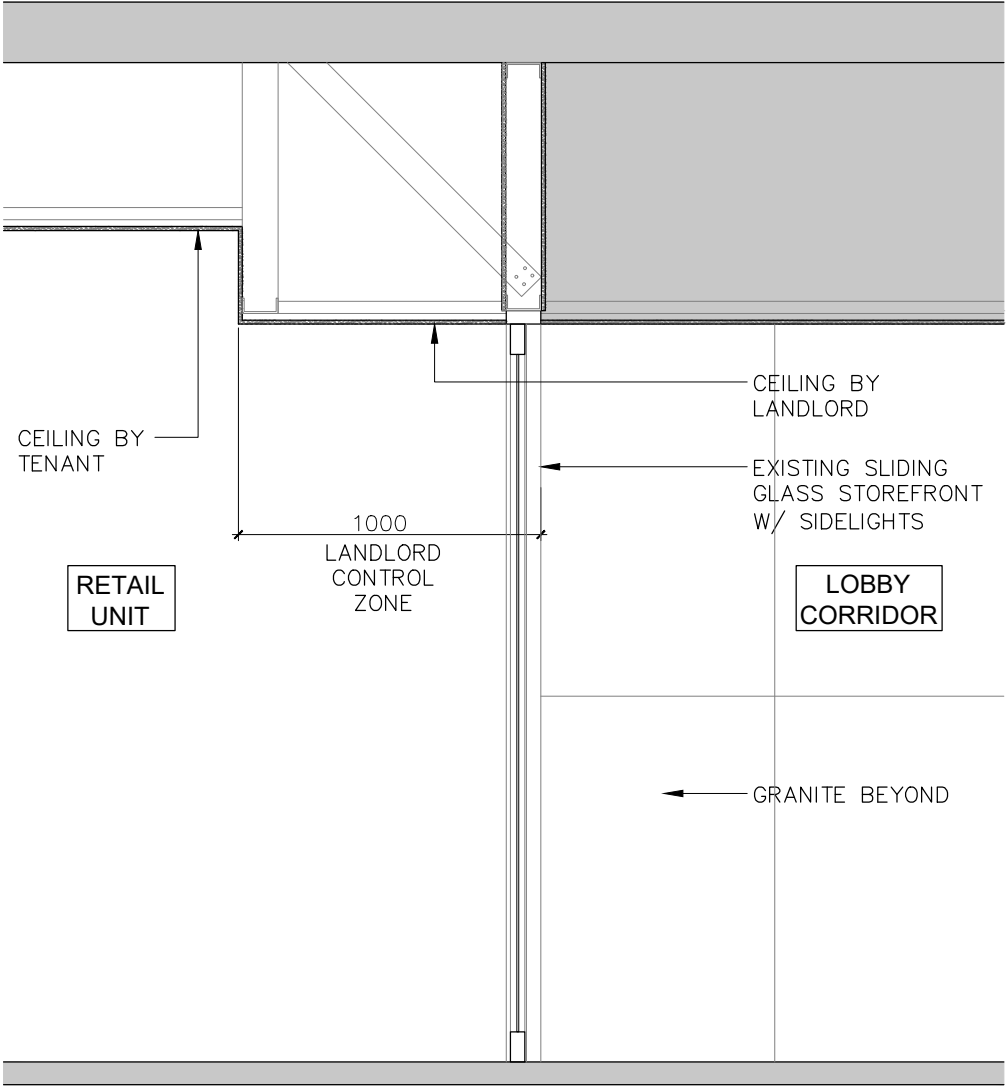 CEILING BY
TENANT
CEILING BY
LANDLORD
EXISTING SLIDING
GLASS STOREFRONT
W/ SIDELIGHTS
1000
LANDLORD
CONTROL
ZONE
RETAIL
UNIT
LOBBY
CORRIDOR
GRANITE BEYOND